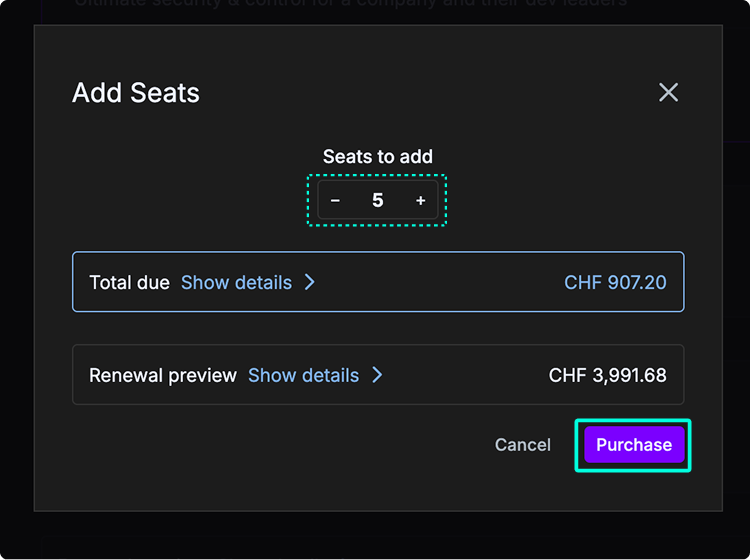 Ultimate security & control for a company and their dev leaders
Add Seats
Seats to add
− 5 +
Total due Show details CHF 907.20
Renewal preview Show details CHF 3,991.68
Cancel Purchase